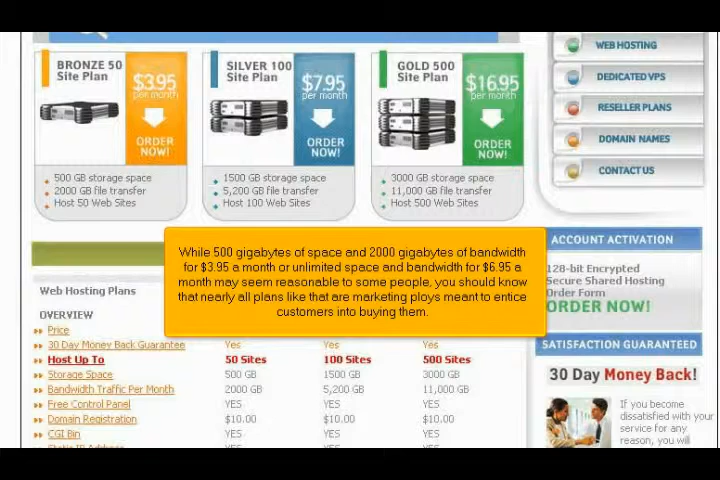 BRONZE 50
Site Plan
$3.95
per month
ORDER
NOW!
500 GB storage space
2000 GB file transfer
Host 50 Web Sites
SILVER 100
Site Plan
$7.95
per month
ORDER
NOW!
1500 GB storage space
5,200 GB file transfer
Host 100 Web Sites
GOLD 500
Site Plan
$16.95
per month
ORDER
NOW!
3000 GB storage space
11,000 GB file transfer
Host 500 Web Sites
WEB HOSTING
DEDICATED VPS
RESELLER PLANS
DOMAIN NAMES
CONTACT US
While 500 gigabytes of space and 2000 gigabytes of bandwidth
for $3.95 a month or unlimited space and bandwidth for $6.95 a
month may seem reasonable to some people, you should know
that nearly all plans like that are marketing ploys meant to entice
customers into buying them.
ACCOUNT ACTIVATION
128-bit Encrypted
Secure Shared Hosting
Order Form
ORDER NOW!
SATISFACTION GUARANTEED
30 Day Money Back!
If you become
dissatisfied with your
service for any
reason, you will
Web Hosting Plans
OVERVIEW
Price
30 Day Money Back Guarantee Yes Yes Yes
Host Up To 50 Sites 100 Sites 500 Sites
Storage Space 500 GB 1500 GB 3000 GB
Bandwidth Traffic Per Month 2000 GB 5,200 GB 11,000 GB
Free Control Panel YES YES YES
Domain Registration $10.00 $10.00 $10.00
CGI Bin YES YES YES